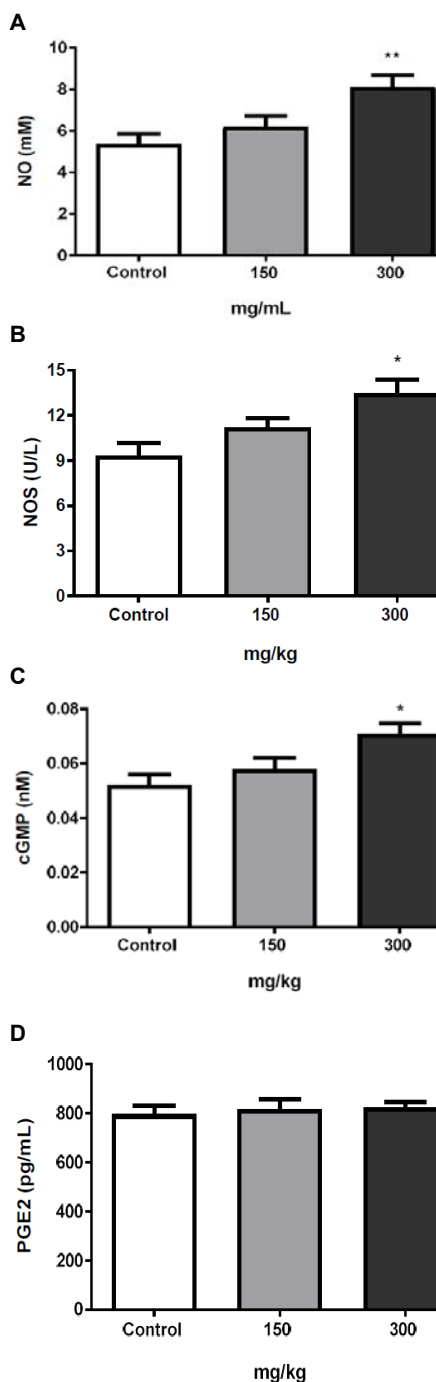 A
10
**
8
6
4
2
0
NO (mM)
Control 150 300
mg/mL
B
15
*
12
9
6
3
0
NOS (U/L)
Control 150 300
mg/kg
C
0.08
*
0.06
0.04
0.02
0.00
cGMP (nM)
Control 150 300
mg/kg
D
1000
800
600
400
200
0
PGE2 (pg/mL)
Control 150 300
mg/kg